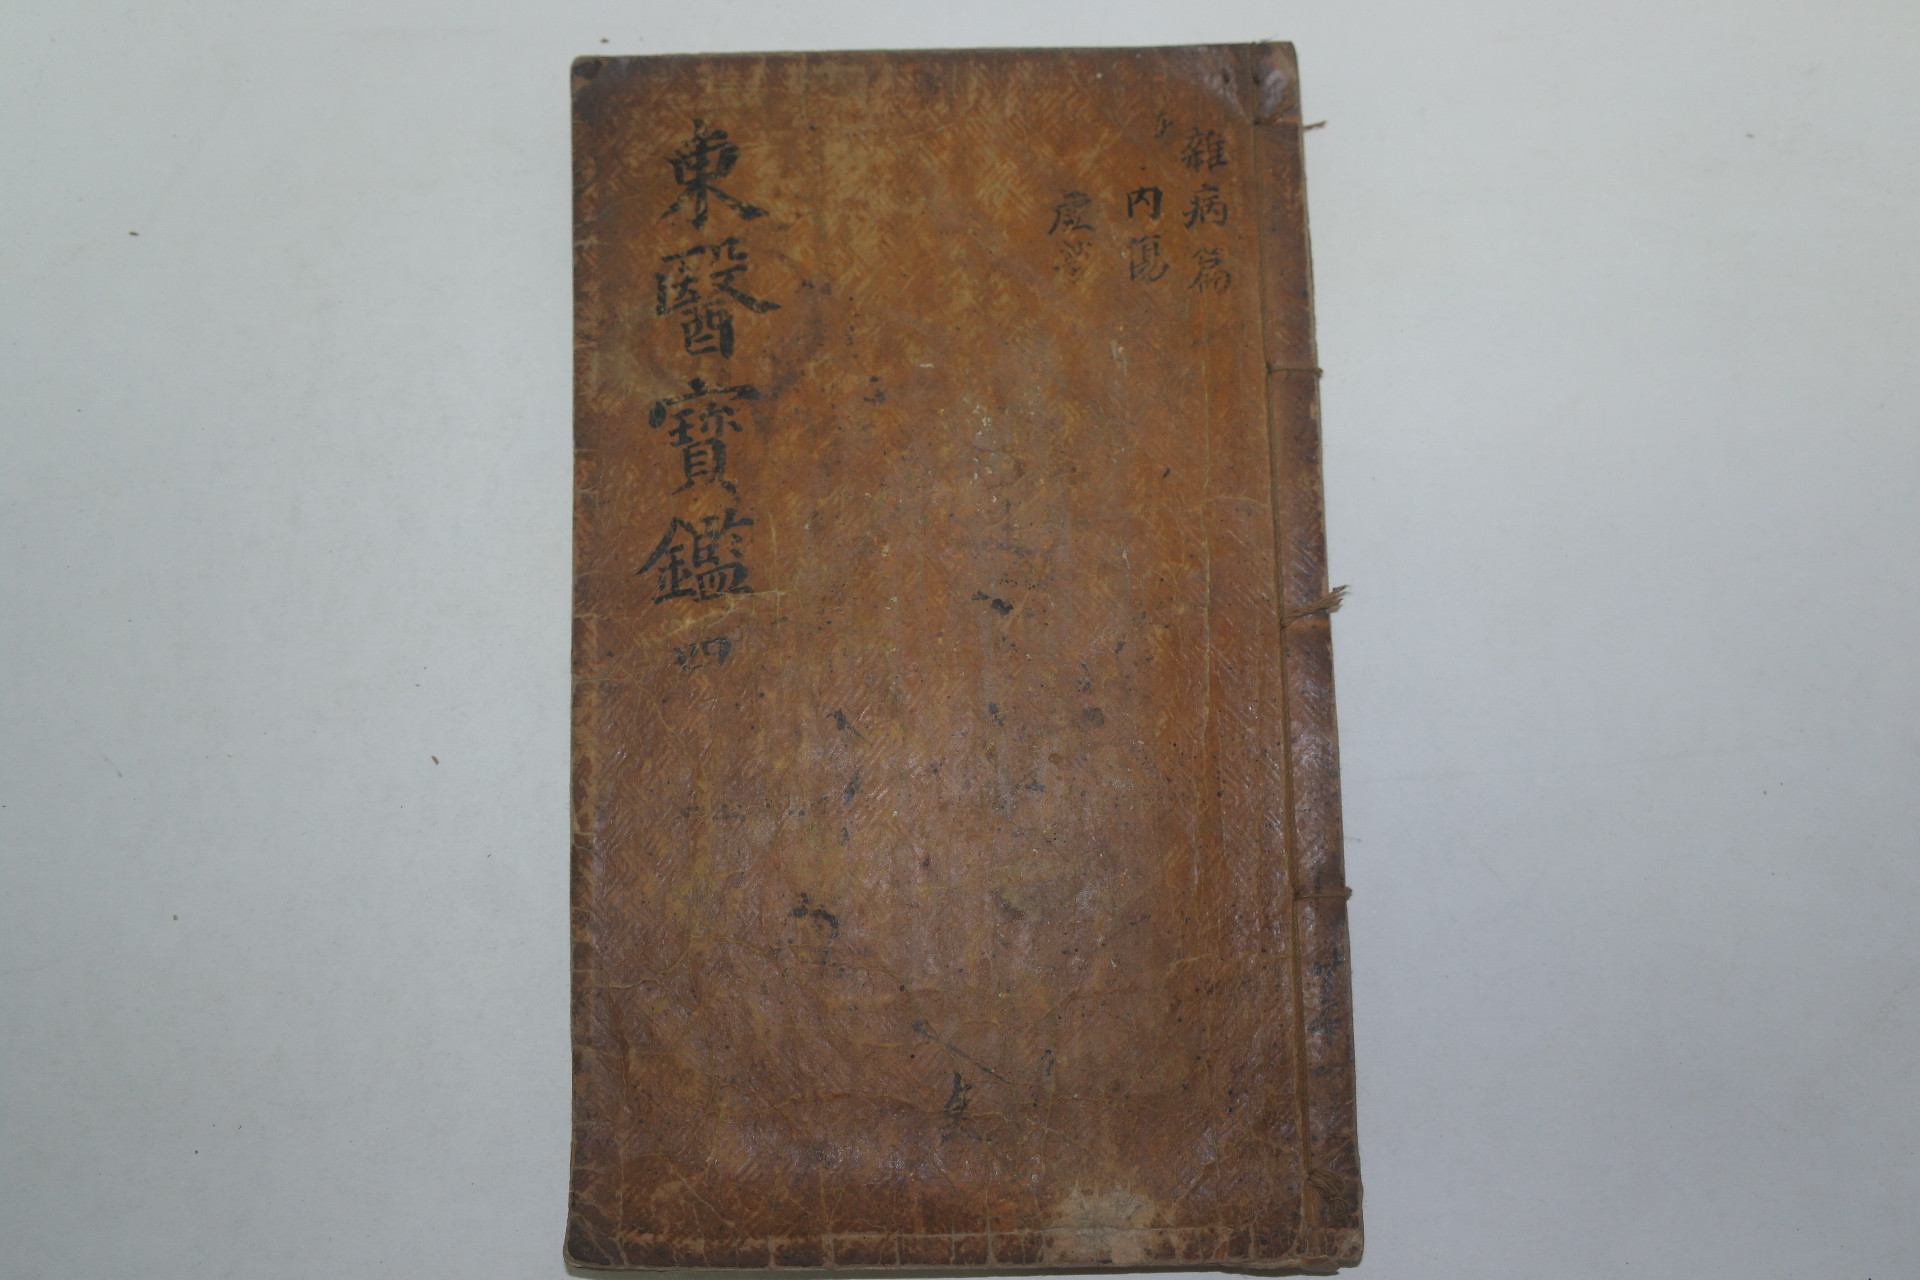 雜病篇
內傷
虛勞
東醫寶鑑 四